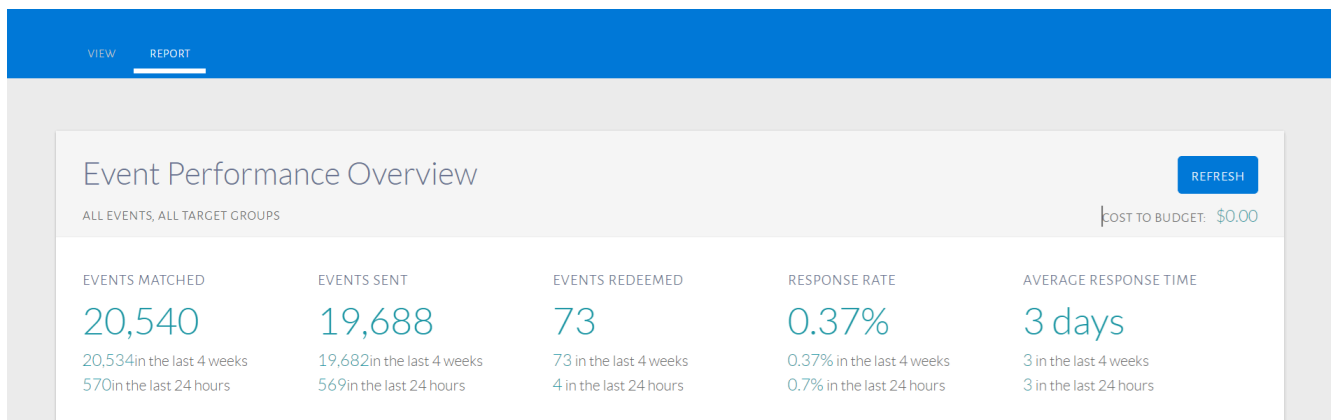 VIEW REPORT
Event Performance Overview
REFRESH
ALL EVENTS, ALL TARGET GROUPS
COST TO BUDGET: $0.00
EVENTS MATCHED
20,540
20,534in the last 4 weeks
570in the last 24 hours
EVENTS SENT
19,688
19,682in the last 4 weeks
569in the last 24 hours
EVENTS REDEEMED
73
73 in the last 4 weeks
4 in the last 24 hours
RESPONSE RATE
0.37%
0.37% in the last 4 weeks
0.7% in the last 24 hours
AVERAGE RESPONSE TIME
3 days
3 in the last 4 weeks
3 in the last 24 hours